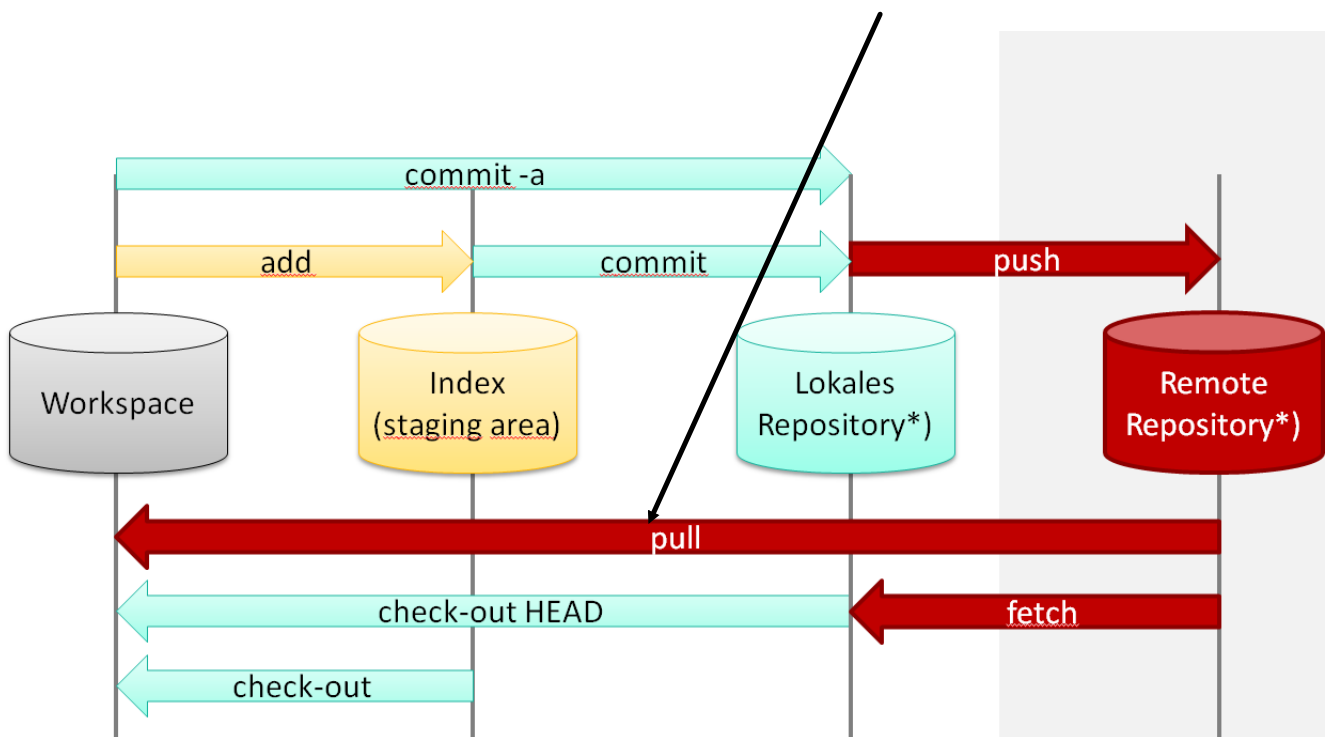 commit -a
add
commit
push
Workspace
Index
(staging area)
Lokales
Repository*)
Remote
Repository*)
pull
check-out HEAD
fetch
check-out